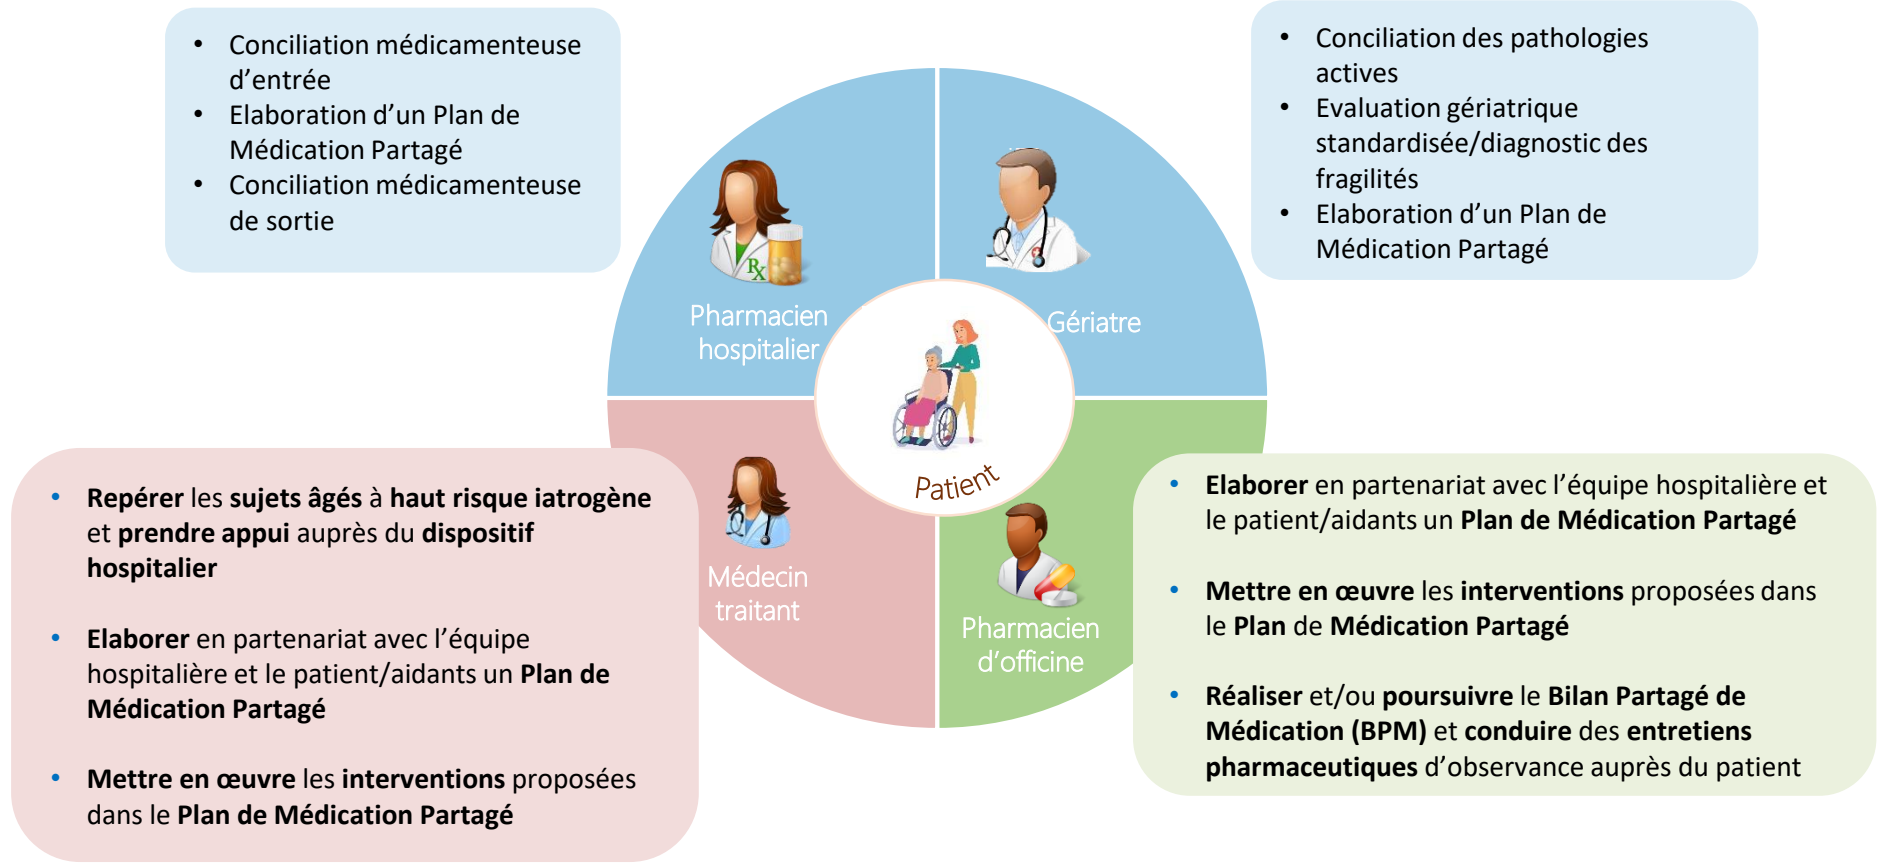 • Conciliation médicamenteuse
d’entrée
• Elaboration d’un Plan de
Médication Partagé
• Conciliation médicamenteuse
de sortie
• Conciliation des pathologies
actives
• Evaluation gériatrique
standardisée/diagnostic des
fragilités
• Elaboration d’un Plan de
Médication Partagé
RX
Pharmacien
hospitalier
Gériatre
Patient
Médecin
traitant
Pharmacien
d’officine
• Repérer les sujets âgés à haut risque iatrogène
et prendre appui auprès du dispositif
hospitalier
• Elaborer en partenariat avec l’équipe
hospitalière et le patient/aidants un Plan de
Médication Partagé
• Mettre en œuvre les interventions proposées
dans le Plan de Médication Partagé
• Elaborer en partenariat avec l’équipe hospitalière et
le patient/aidants un Plan de Médication Partagé
• Mettre en œuvre les interventions proposées dans
le Plan de Médication Partagé
• Réaliser et/ou poursuivre le Bilan Partagé de
Médication (BPM) et conduire des entretiens
pharmaceutiques d’observance auprès du patient